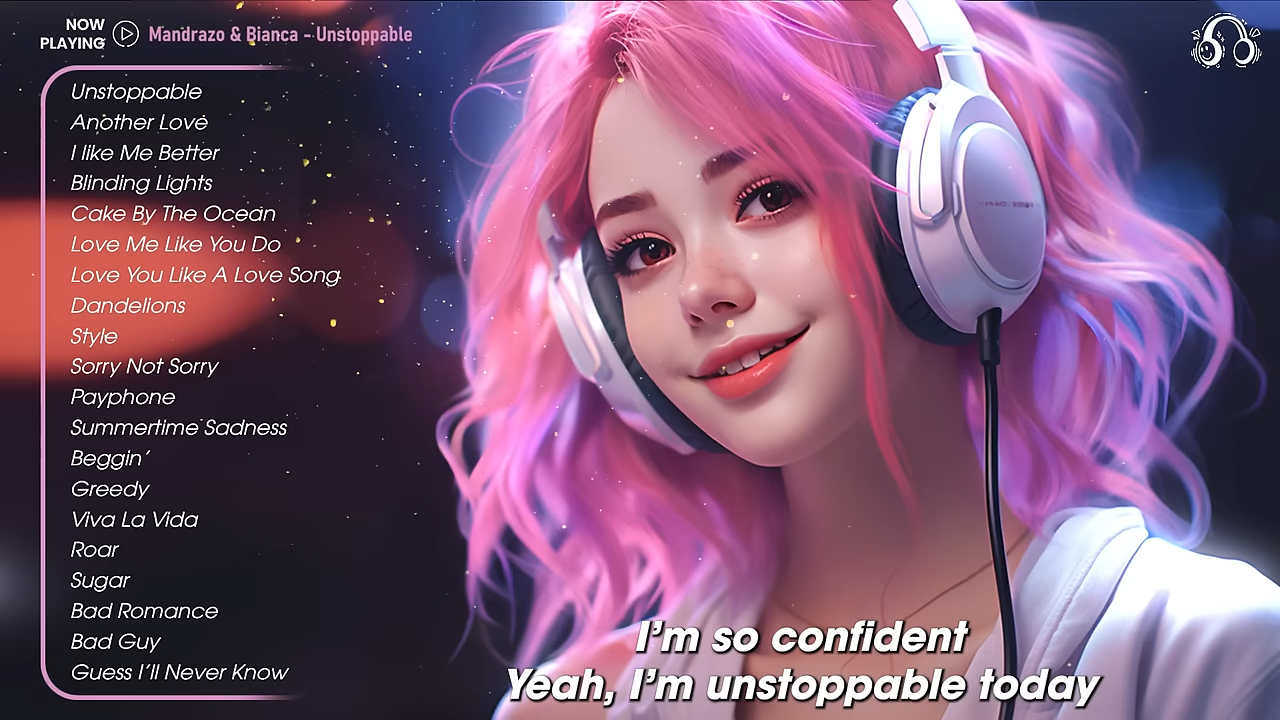 NOW
PLAYING
Mandrazo & Bianca - Unstoppable
Unstoppable
Another Love
I like Me Better
Blinding Lights
Cake By The Ocean
Love Me Like You Do
Love You Like A Love Song
Dandelions
Style
Sorry Not Sorry
Payphone
Summertime Sadness
Beggin’
Greedy
Viva La Vida
Roar
Sugar
Bad Romance
Bad Guy
Guess I’ll Never Know
I’m so confident
Yeah, I’m unstoppable today